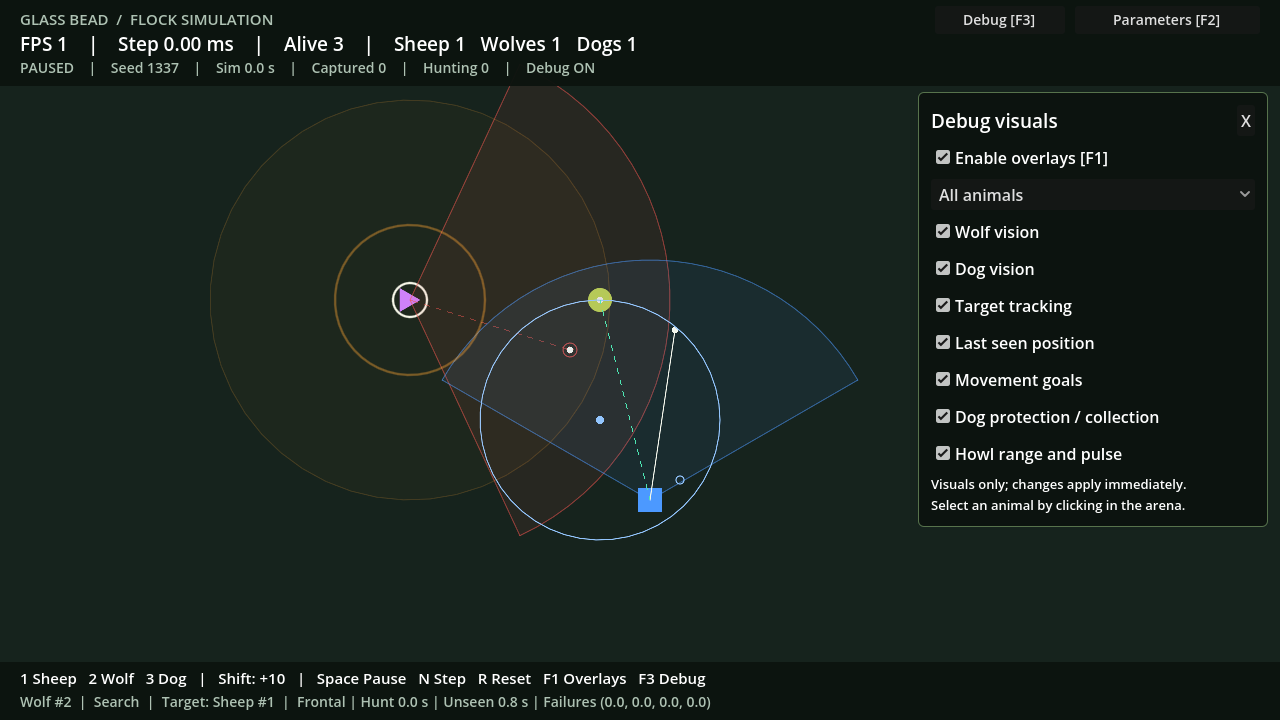 GLASS BEAD / FLOCK SIMULATION
FPS 1 | Step 0.00 ms | Alive 3 | Sheep 1 Wolves 1 Dogs 1
PAUSED | Seed 1337 | Sim 0.0 s | Captured 0 | Hunting 0 | Debug ON
Debug [F3]
Parameters [F2]
Debug visuals
X
Enable overlays [F1]
All animals
Wolf vision
Dog vision
Target tracking
Last seen position
Movement goals
Dog protection / collection
Howl range and pulse
Visuals only; changes apply immediately.
Select an animal by clicking in the arena.
1 Sheep 2 Wolf 3 Dog | Shift: +10 | Space Pause N Step R Reset F1 Overlays F3 Debug
Wolf #2 | Search | Target: Sheep #1 | Frontal | Hunt 0.0 s | Unseen 0.8 s | Failures (0.0, 0.0, 0.0, 0.0)